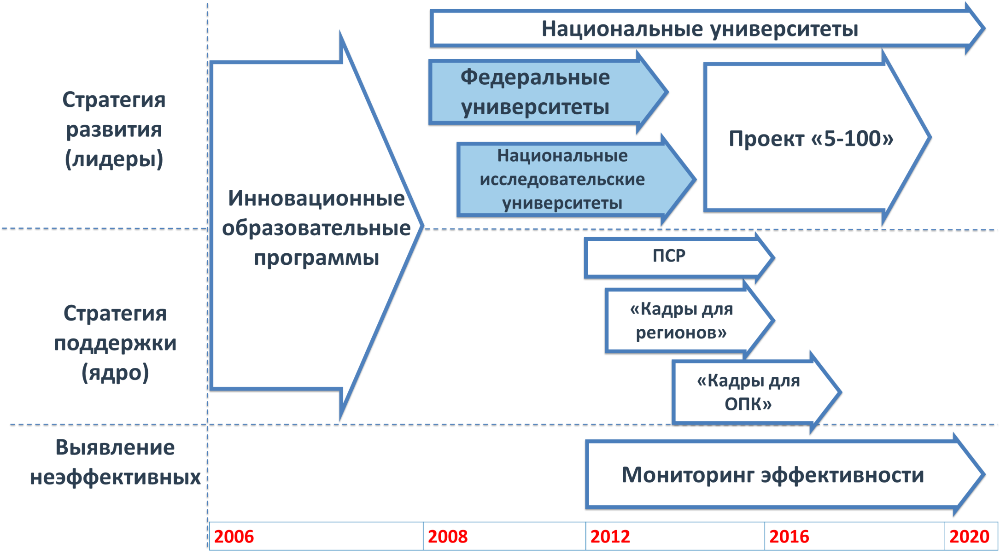 Национальные университеты
Федеральные
университеты
Стратегия
развития
(лидеры)
Проект «5-100»
Национальные
исследовательские
университеты
Инновационные
образовательные
программы
ПСР
Стратегия
поддержки
(ядро)
«Кадры для
регионов»
«Кадры для
ОПК»
Выявление
неэффективных
Мониторинг эффективности
2006
2008
2012
2016
2020